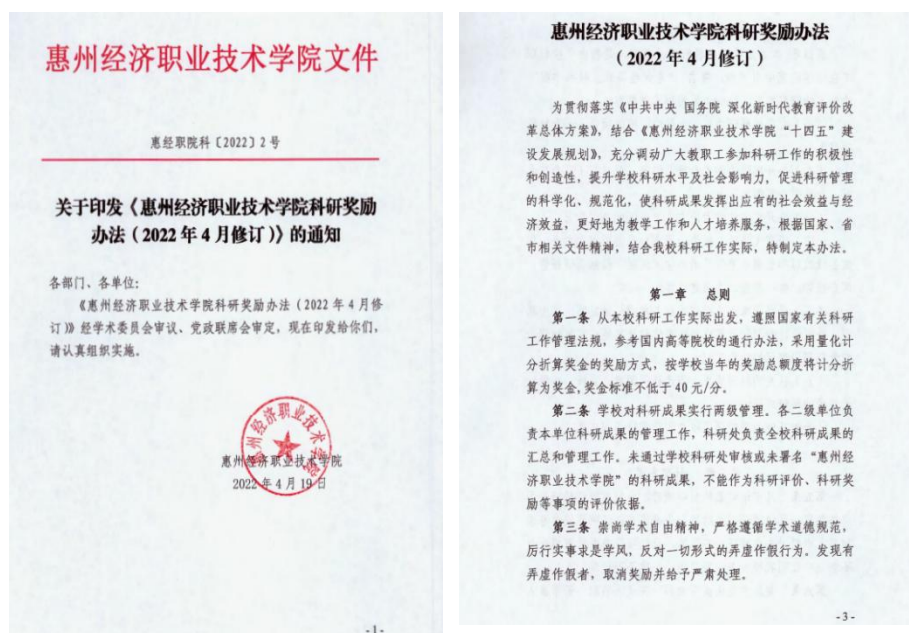 惠州经济职业技术学院文件
惠经职院科〔2022〕2号
关于印发《惠州经济职业技术学院科研奖励
办法（2022年4月修订）》的通知
各部门、各单位：
《惠州经济职业技术学院科研奖励办法（2022年4月修
订）》经学术委员会审议、党政联席会审定，现在印发给你们，
请认真组织实施。
惠州经济职业技术学院
惠州经济职业技术学院
2022年4月19日
-1-
惠州经济职业技术学院科研奖励办法
（2022年4月修订）
为贯彻落实《中共中央 国务院 深化新时代教育评价改
革总体方案》，结合《惠州经济职业技术学院“十四五”建
设发展规划》，充分调动广大教职工参加科研工作的积极性
和创造性，提升学校科研水平及社会影响力，促进科研管理
的科学化、规范化，使科研成果发挥出应有的社会效益与经
济效益，更好地为教学工作和人才培养服务，根据国家、省
市相关文件精神，结合我校科研工作实际，特制定本办法。
第一章 总则
第一条 从本校科研工作实际出发，遵照国家有关科研
工作管理法规，参考国内高等院校的通行办法，采用量化计
分折算奖金的奖励方式，按学校当年的奖励总额度将计分折
算为奖金,奖金标准不低于40元/分。
第二条 学校对科研成果实行两级管理。各二级单位负
责本单位科研成果的管理工作，科研处负责全校科研成果的
汇总和管理工作。未通过学校科研处审核或未署名“惠州经
济职业技术学院”的科研成果，不能作为科研评价、科研奖
励等事项的评价依据。
第三条 崇尚学术自由精神，严格遵循学术道德规范，
厉行实事求是学风，反对一切形式的弄虚作假行为。发现有
弄虚作假者，取消奖励并给予严肃处理。
-3-